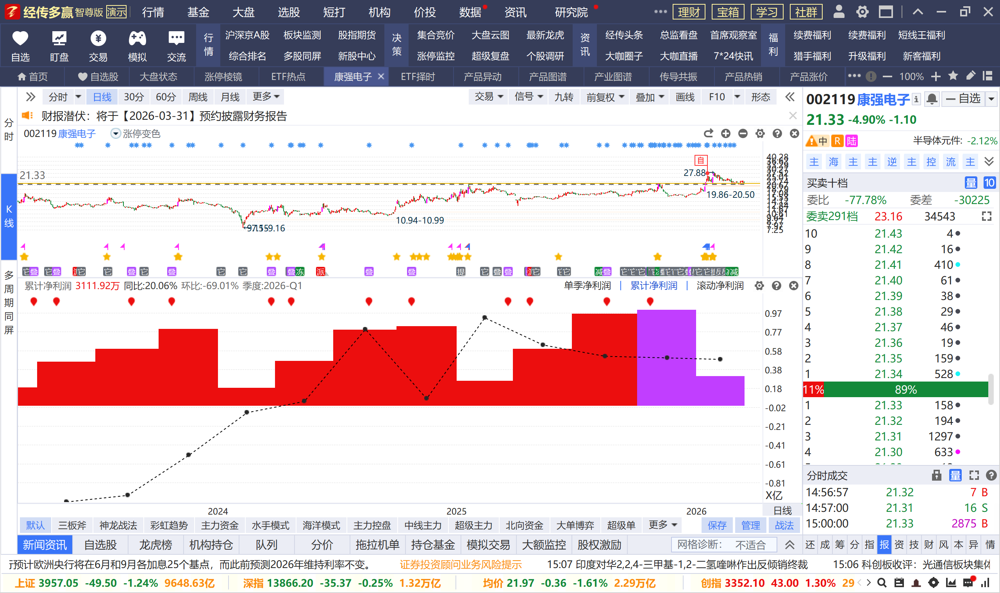 经传多赢 智尊版 演示 行情 基金 大盘 选股 短打 机构 价投 数据 资讯 研究院 理财 宝箱 学习 社群
自选 盯盘 交易 模拟 交流
行情 沪深京A股 板块监测 股指期货 决策 集合竞价 大盘云图 最新龙虎 资讯 经传头条 总监看盘 首席观察室 福利 续费福利 续费福利 短线王福利
综合排名 多股同屏 新股中心 涨停监控 超级复盘 个股调研 大咖圈子 大咖直播 7*24快讯 猎手福利 升级福利 新客福利
首页 自选股 大盘状态 涨停棱镜 ETF热点 康强电子 ETF择时 产品异动 产品图谱 产业图谱 传导共振 产品热销 产品涨价 100%
分时 K线 多周期同屏
分时 日线 30分 60分 周线 月线 更多 交易 信号 九转 前复权 叠加 画线 F10 形态
财报潜伏：将于【2026-03-31】预约披露财务报告
002119 康强电子 涨停变色
自
21.33
27.88
19.86-20.50
10.94-10.99
40.28
7.25
累计净利润 3111.92万 同比:20.06% 环比:-69.01% 季度:2026-Q1 单季净利润 累计净利润 滚动净利润
0.97
0.77
0.58
0.38
0.18
-0.02
-0.21
-0.41
-0.61
-0.81
X亿
2024 2025 2026 日线
默认 三板斧 神龙战法 彩虹趋势 主力资金 水手模式 海洋模式 主力控盘 中线主力 超级主力 北向资金 大单博弈 超级单 更多 保存 管理 战法
新闻资讯 自选股 龙虎榜 机构持仓 队列 分价 拖拉机单 持仓基金 模拟交易 大额监控 股权激励 网格诊断： 不适合
002119 康强电子 自选
21.33 -4.90% -1.10
中 R 陆 半导体元件: -2.12%
主 海 主 主 逆 主 控 流 主
买卖十档 量 10
委比 -77.78% 委差 -30225
委卖291档 23.16 34543
10 21.43 4
9 21.42 16
8 21.41 410
7 21.40 61
6 21.39 38
5 21.38 29
4 21.37 46
3 21.36 19
2 21.35 159
1 21.34 528
11% 89%
1 21.33 158
2 21.32 194
3 21.31 1297
4 21.30 633
分时成交 量
14:56:57 21.32 7 B
14:57:00 21.31 16 S
15:00:00 21.33 2875 B
还 成 筹 分 指 报 资 技 财 风 本 异 情
预计欧洲央行将在6月和9月各加息25个基点，而此前预测2026年维持利率不变。 证券投资顾问业务风险提示 15:07 印度对华2,2,4-三甲基-1,2-二氢喹啉作出反倾销终裁 15:06 科创板收评：光通信板块集体
上证 3957.05 -49.50 -1.24% 9648.63亿 深指 13866.20 -35.37 -0.25% 1.32万亿 均价 21.97 -0.36 -1.61% 2.29万亿 创指 3352.10 43.00 1.30% 29